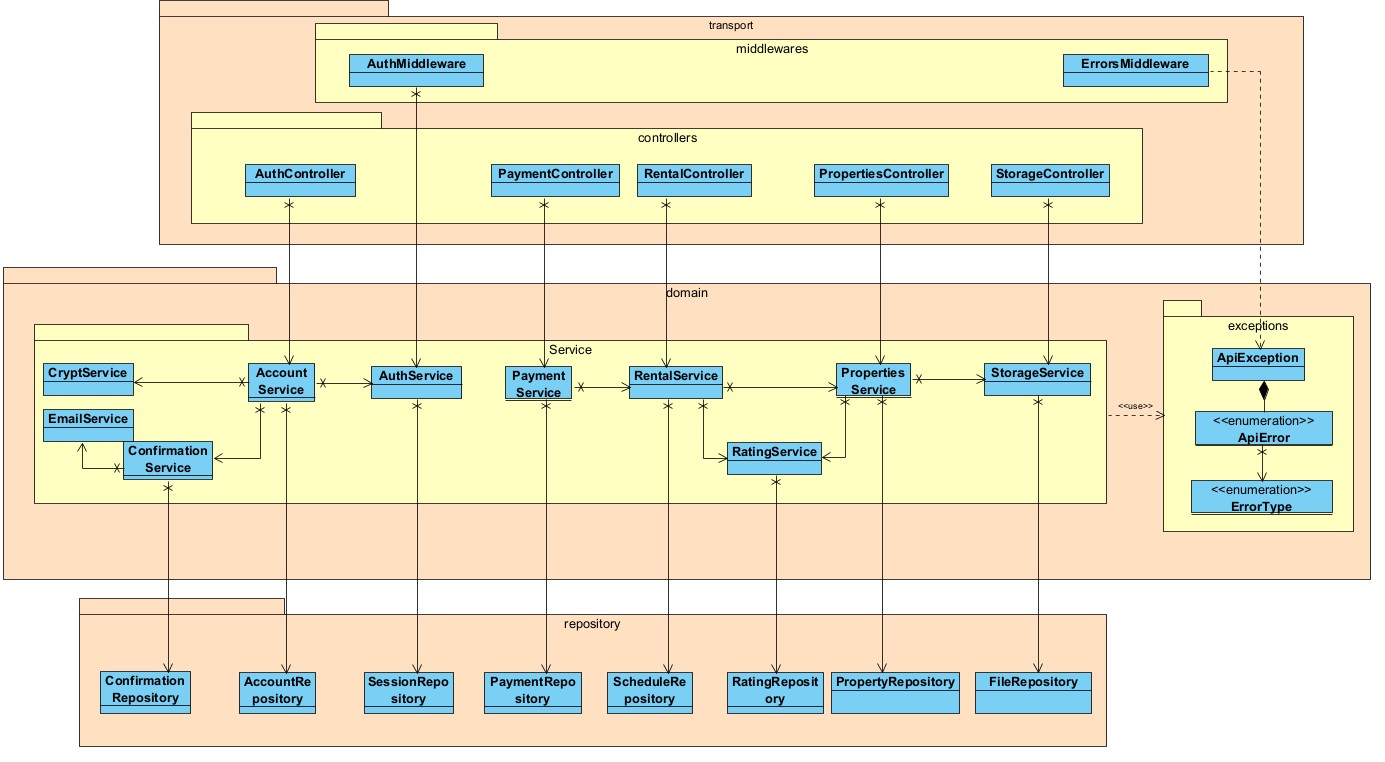 transport
middlewares
AuthMiddleware
ErrorsMiddleware
controllers
AuthController
PaymentController
RentalController
PropertiesController
StorageController
domain
Service
exceptions
CryptService
Account
Service
AuthService
Payment
Service
RentalService
Properties
Service
StorageService
ApiException
<<use>>
EmailService
<<enumeration>>
ApiError
Confirmation
Service
RatingService
<<enumeration>>
ErrorType
repository
Confirmation
Repository
AccountRe
pository
SessionRepo
sitory
PaymentRepo
sitory
ScheduleRe
pository
RatingReposit
ory
PropertyRepository
FileRepository